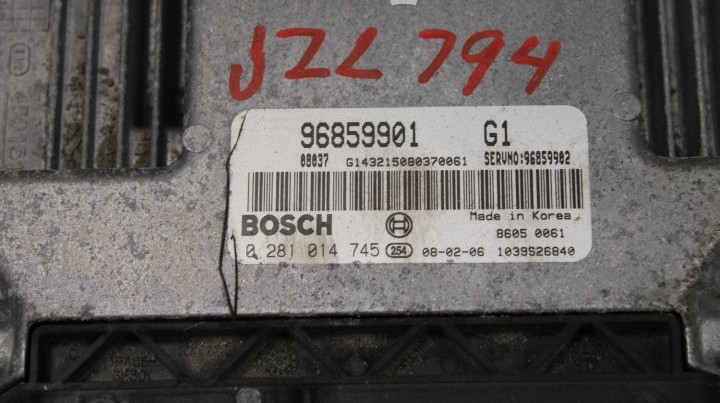 JZL 794
96859901 G1
08037 G143215080370061 SERVNO:96859902
BOSCH Made in Korea
8605 0061
0 281 014 745 254 08-02-06 1039S26840